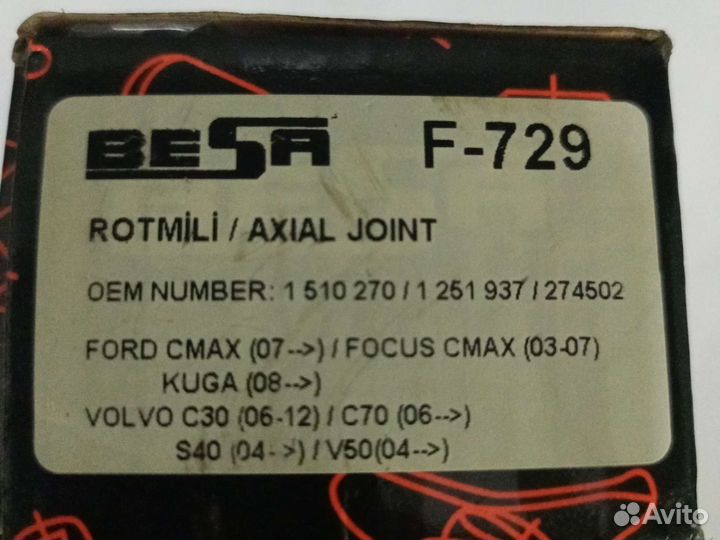 BESA F-729
ROTMİLİ / AXIAL JOINT
OEM NUMBER: 1 510 270 / 1 251 937 / 274502
FORD CMAX (07-->) / FOCUS CMAX (03-07)
KUGA (08-->)
VOLVO C30 (06-12) / C70 (06-->)
S40 (04-->) / V50(04-->)
Avito